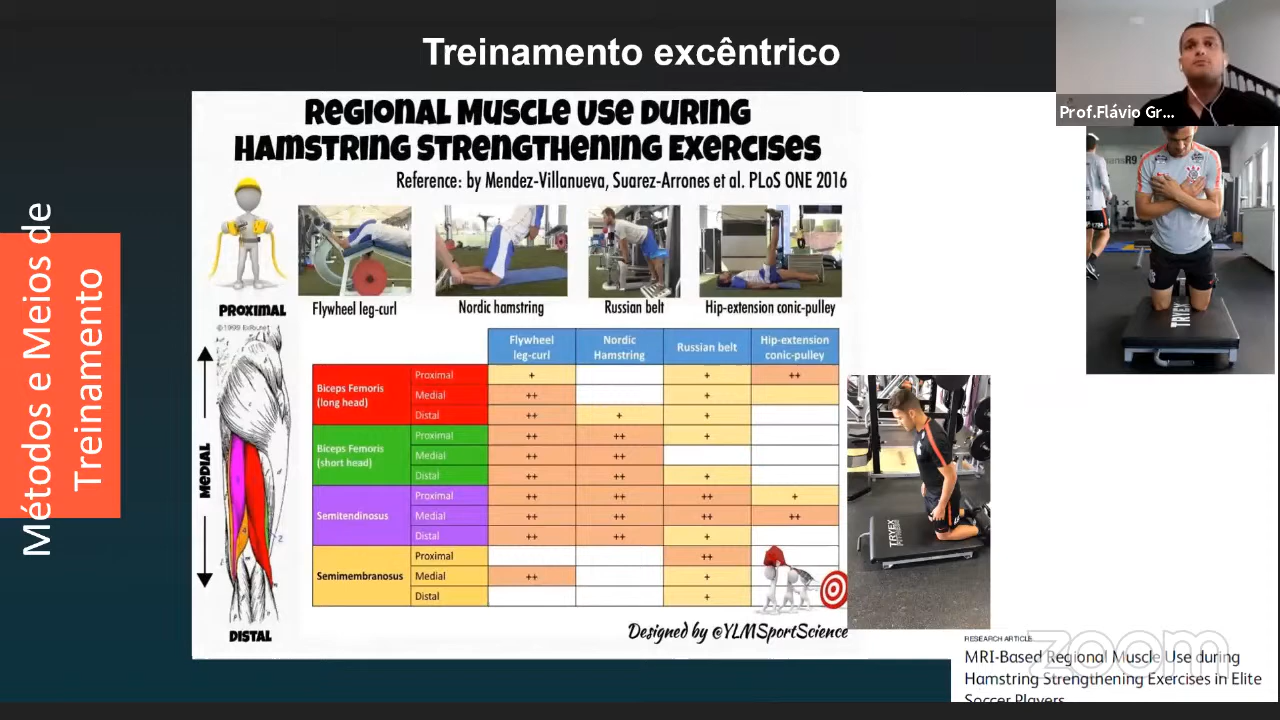 Treinamento excêntrico
Prof.Flávio Gr...
Métodos e Meios de
Treinamento
REGIONAL MUSCLE USE DURING
HAMSTRING STRENGTHENING EXERCISES
Reference: by Mendez-Villanueva, Suarez-Arrones et al. PLoS ONE 2016
Flywheel leg-curl
Nordic hamstring
Russian belt
Hip-extension conic-pulley
PROXIMAL
MEDIAL
DISTAL
Flywheel leg-curl Nordic Hamstring Russian belt Hip-extension conic-pulley
Biceps Femoris (long head) Proximal + + ++
Medial ++ +
Distal ++ + +
Biceps Femoris (short head) Proximal ++ ++ +
Medial ++ ++
Distal ++ ++ +
Semitendinosus Proximal ++ ++ ++ +
Medial ++ ++ ++ ++
Distal ++ ++ +
Semimembranosus Proximal ++
Medial ++ +
Distal +
Designed by @YLMSportScience
TRYEX
TRYEX
RESEARCH ARTICLE
MRI-Based Regional Muscle Use during
Hamstring Strengthening Exercises in Elite
Soccer Players
zoom